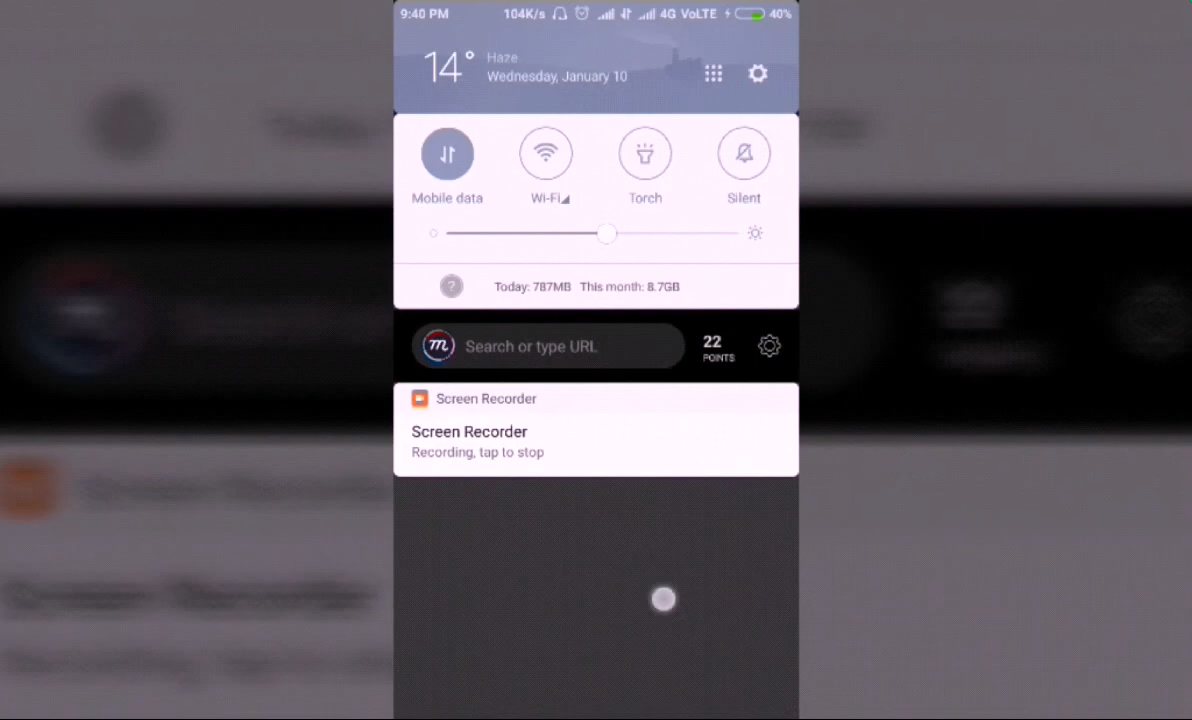 9:40 PM 104K/s 4G VoLTE 40%
14° Haze
Wednesday, January 10
Mobile data Wi-Fi Torch Silent
? Today: 787MB This month: 8.7GB
m Search or type URL 22
POINTS
Screen Recorder
Screen Recorder
Recording, tap to stop